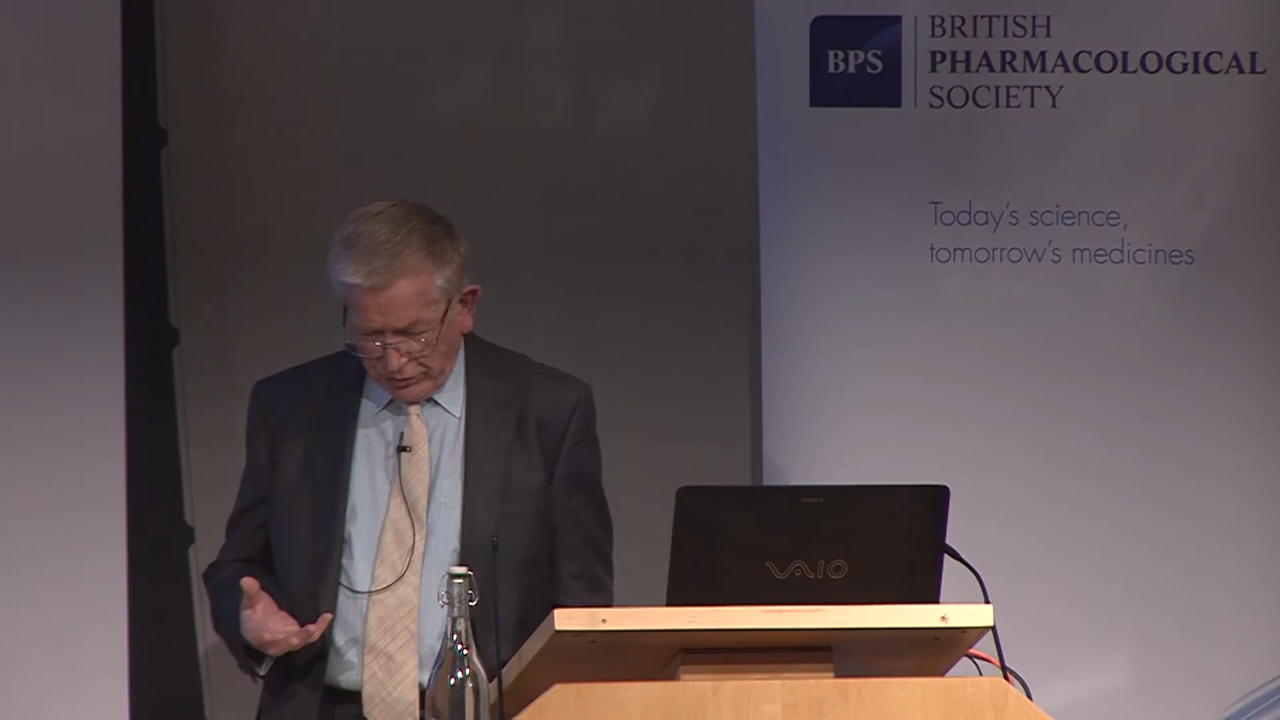 BPS
BRITISH
PHARMACOLOGICAL
SOCIETY
Today's science,
tomorrow's medicines
VAIO